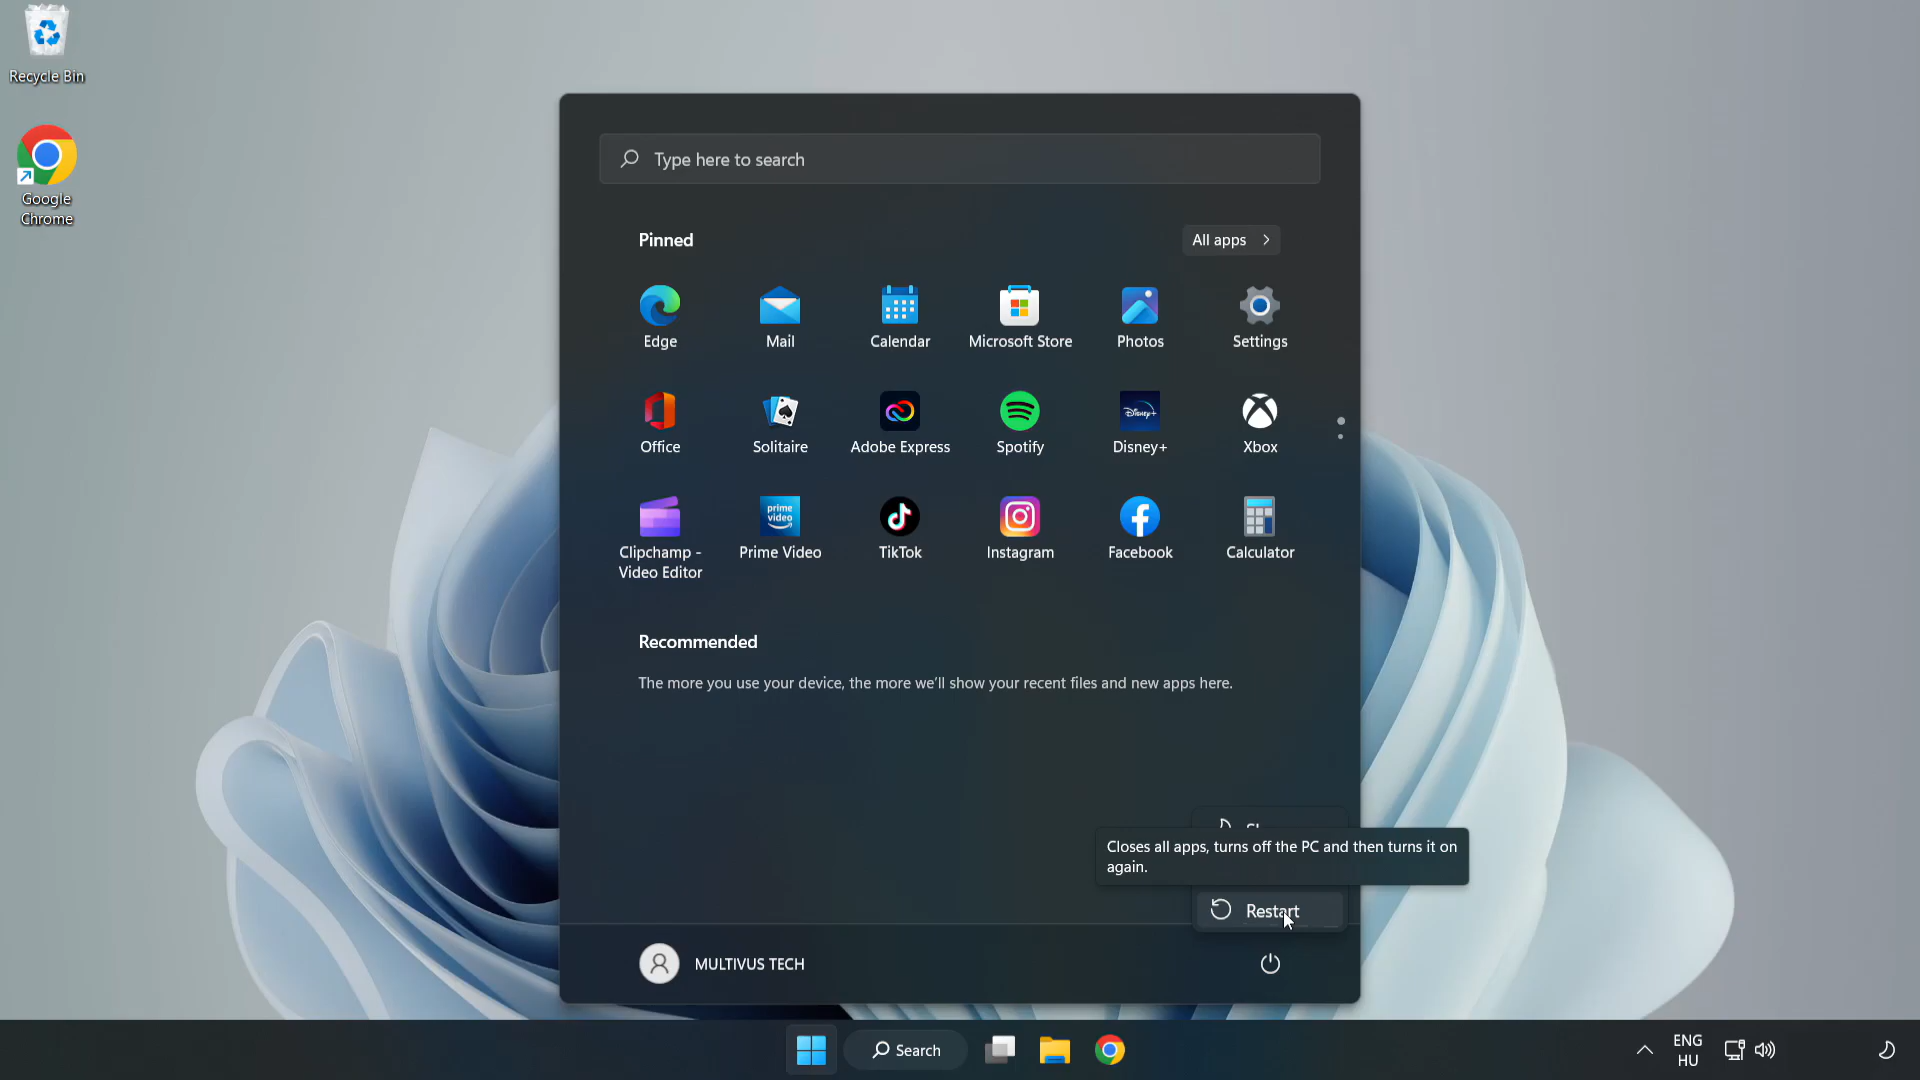 Recycle Bin
Google
Chrome
Type here to search
Pinned
All apps
Edge
Mail
Calendar
Microsoft Store
Photos
Settings
Office
Solitaire
Adobe Express
Spotify
Disney+
Disney+
Xbox
prime
video
Clipchamp -
Video Editor
Prime Video
TikTok
Instagram
Facebook
Calculator
Recommended
The more you use your device, the more we'll show your recent files and new apps here.
Closes all apps, turns off the PC and then turns it on
again.
Restart
MULTIVUS TECH
Search
ENG
HU